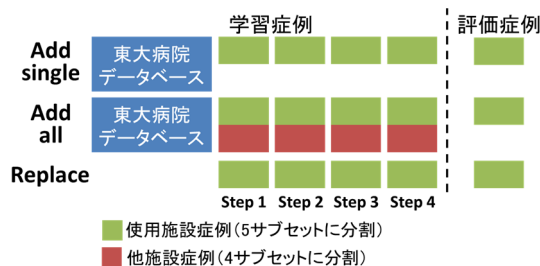 学習症例
評価症例
Add
single
東大病院
データベース
Add
all
東大病院
データベース
Replace
Step 1 Step 2 Step 3 Step 4
使用施設症例(5サブセットに分割)
他施設症例(4サブセットに分割)